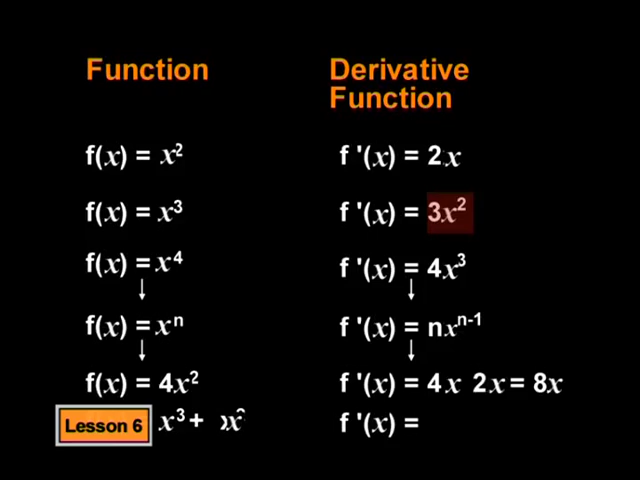 Function Derivative
Function
f(x) = x² f '(x) = 2x
f(x) = x³ f '(x) = 3x²
f(x) = x⁴ f '(x) = 4x³
↓ ↓
f(x) = xⁿ f '(x) = nxⁿ⁻¹
↓ ↓
f(x) = 4x² f '(x) = 4x 2x = 8x
Lesson 6 x³ + f '(x) =